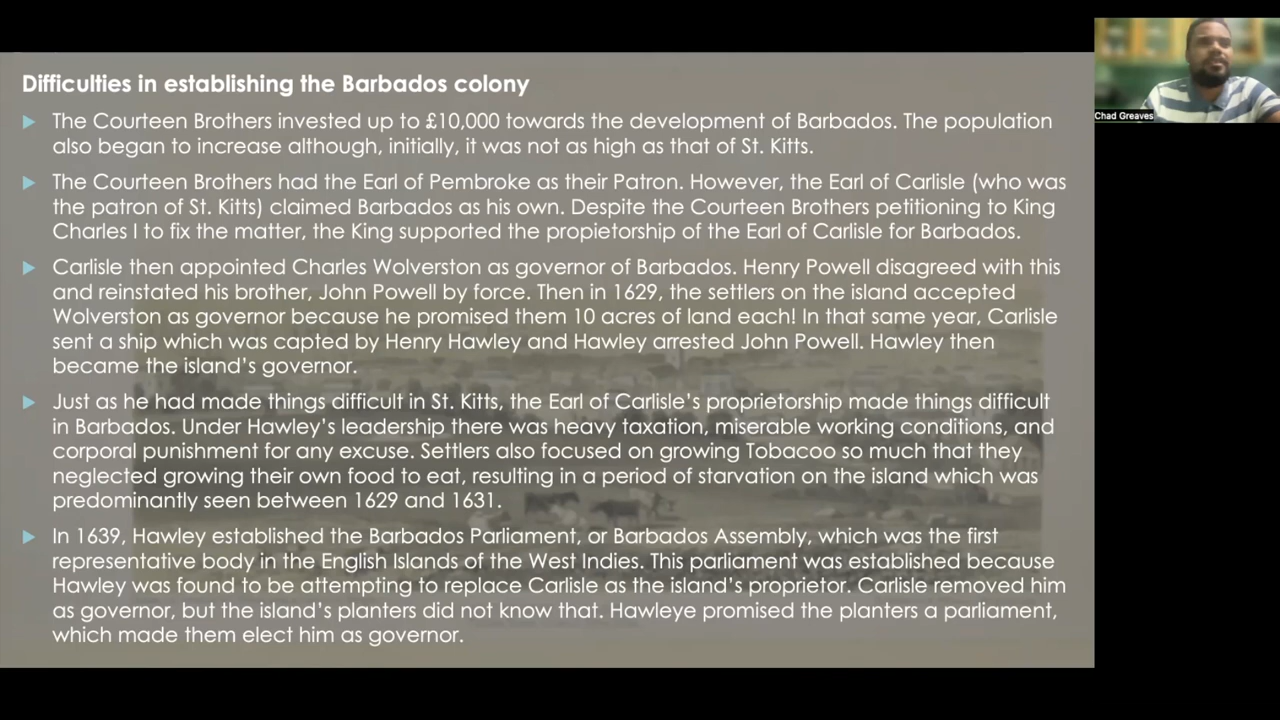 Difficulties in establishing the Barbados colony
The Courteen Brothers invested up to £10,000 towards the development of Barbados. The population
also began to increase although, initially, it was not as high as that of St. Kitts.
The Courteen Brothers had the Earl of Pembroke as their Patron. However, the Earl of Carlisle (who was
the patron of St. Kitts) claimed Barbados as his own. Despite the Courteen Brothers petitioning to King
Charles I to fix the matter, the King supported the propietorship of the Earl of Carlisle for Barbados.
Carlisle then appointed Charles Wolverston as governor of Barbados. Henry Powell disagreed with this
and reinstated his brother, John Powell by force. Then in 1629, the settlers on the island accepted
Wolverston as governor because he promised them 10 acres of land each! In that same year, Carlisle
sent a ship which was capted by Henry Hawley and Hawley arrested John Powell. Hawley then
became the island's governor.
Just as he had made things difficult in St. Kitts, the Earl of Carlisle's proprietorship made things difficult
in Barbados. Under Hawley's leadership there was heavy taxation, miserable working conditions, and
corporal punishment for any excuse. Settlers also focused on growing Tobacoo so much that they
neglected growing their own food to eat, resulting in a period of starvation on the island which was
predominantly seen between 1629 and 1631.
In 1639, Hawley established the Barbados Parliament, or Barbados Assembly, which was the first
representative body in the English Islands of the West Indies. This parliament was established because
Hawley was found to be attempting to replace Carlisle as the island's proprietor. Carlisle removed him
as governor, but the island's planters did not know that. Hawleye promised the planters a parliament,
which made them elect him as governor.
Chad Greaves